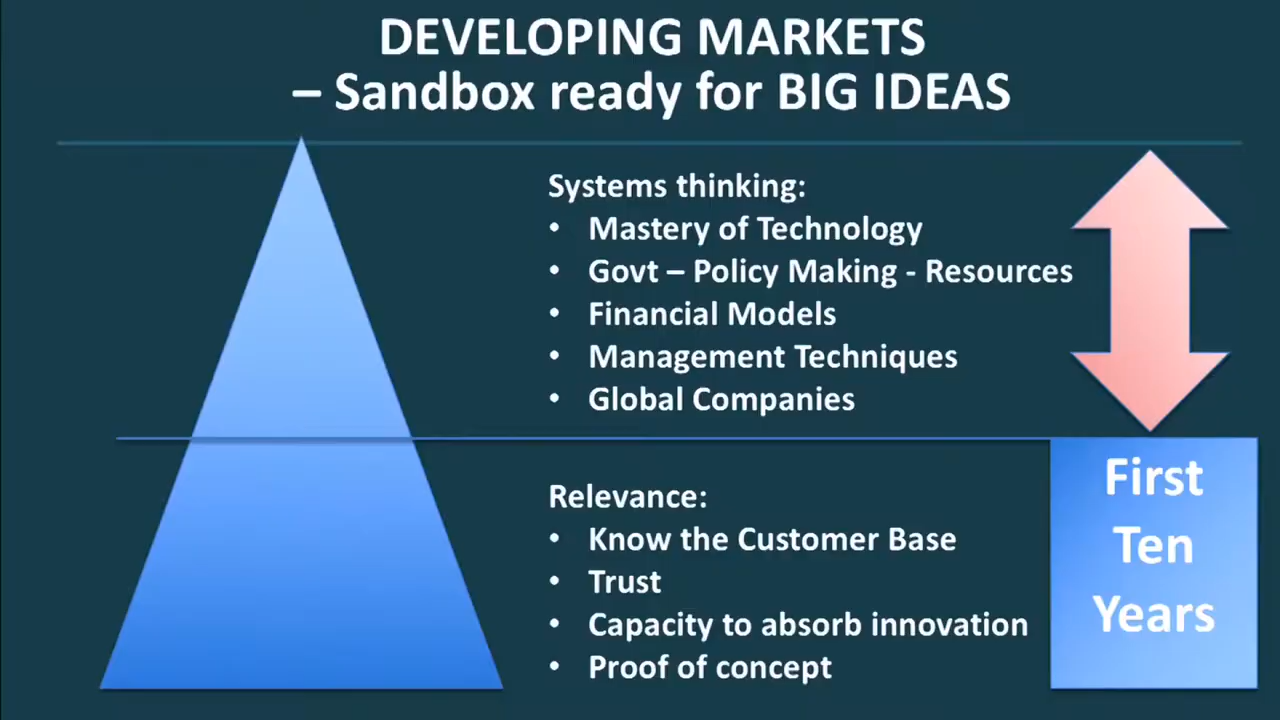 DEVELOPING MARKETS
– Sandbox ready for BIG IDEAS
Systems thinking:
• Mastery of Technology
• Govt – Policy Making - Resources
• Financial Models
• Management Techniques
• Global Companies
Relevance:
• Know the Customer Base
• Trust
• Capacity to absorb innovation
• Proof of concept
First
Ten
Years